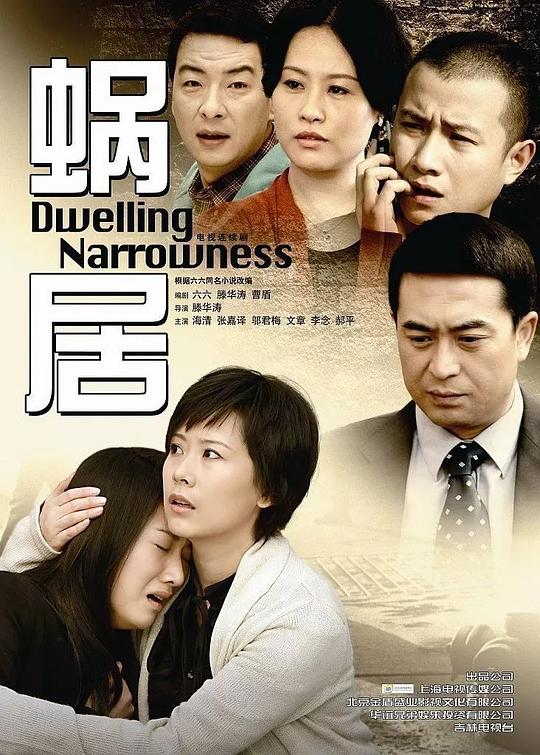 蜗
Dwelling
电视连续剧
Narrowness
根据六六同名小说改编
编剧 六六 滕华涛 曹盾
导演 滕华涛
主演 海清 张嘉译 邬君梅 文章 李念 郝平
居
出品公司
上海电视传媒公司
北京金盾盛业影视文化有限公司
华谊兄弟娱乐投资有限公司
吉林电视台